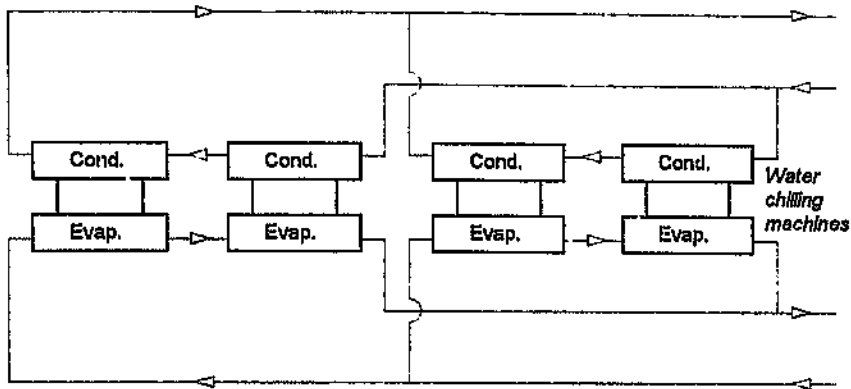 Cond.
Cond.
Cond.
Cond.
Water
chilling
machines
Evap.
Evap.
Evap.
Evap.